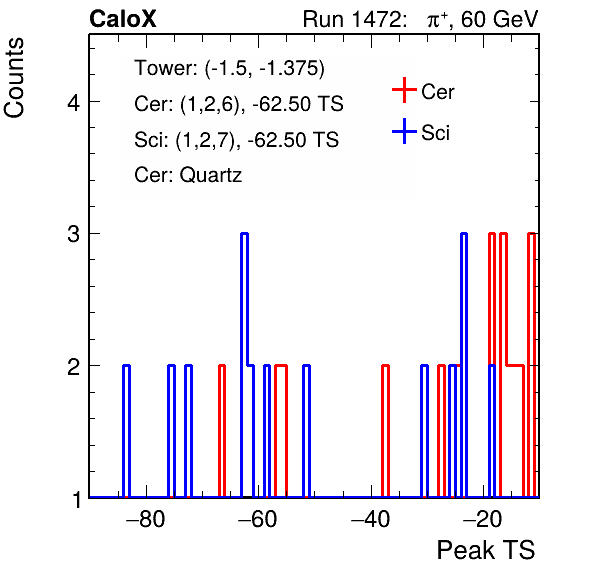 CaloX Run 1472: π⁺, 60 GeV
Counts
Tower: (-1.5, -1.375)
Cer: (1,2,6), -62.50 TS
Sci: (1,2,7), -62.50 TS
Cer: Quartz
Cer
Sci
4
3
2
1
−80 −60 −40 −20
Peak TS